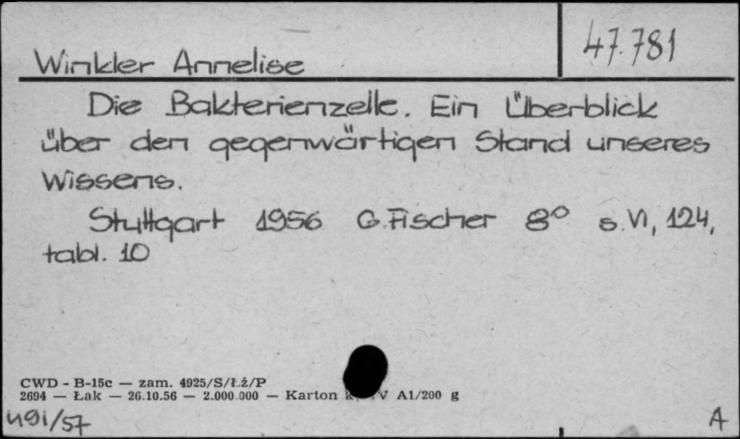 47.781
Winkler Annelise
Die Bakterienzelle. Ein Überblick
über den gegenwärtigen Stand unseres
Wissens.
Stuttgart 1956 G. Fischer 8° s. VI, 124,
tabl. 10
CWD - B-15c — zam. 4925/S/Łż/P
2694 — Łak — 26.10.56 — 2.000.000 — Karton V A1/200 g
491/57 A